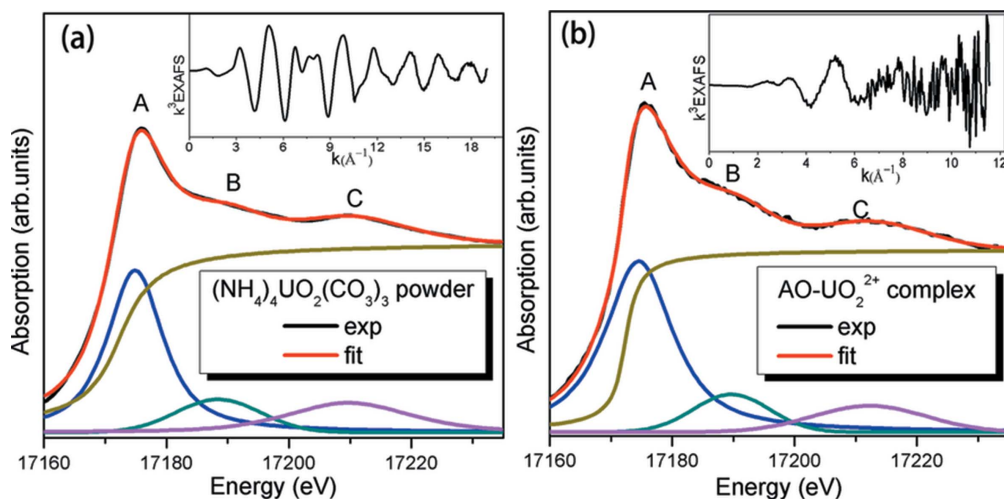 (a)
k³EXAFS
0 3 6 9 12 15 18
k(Å⁻¹)
A
B
C
Absorption (arb.units)
(NH₄)₄UO₂(CO₃)₃ powder
exp
fit
17160 17180 17200 17220
Energy (eV)
(b)
k³EXAFS
0 2 4 6 8 10 12
k(Å⁻¹)
A
B
C
Absorption (arb.units)
AO-UO₂²⁺ complex
exp
fit
17160 17180 17200 17220
Energy (eV)